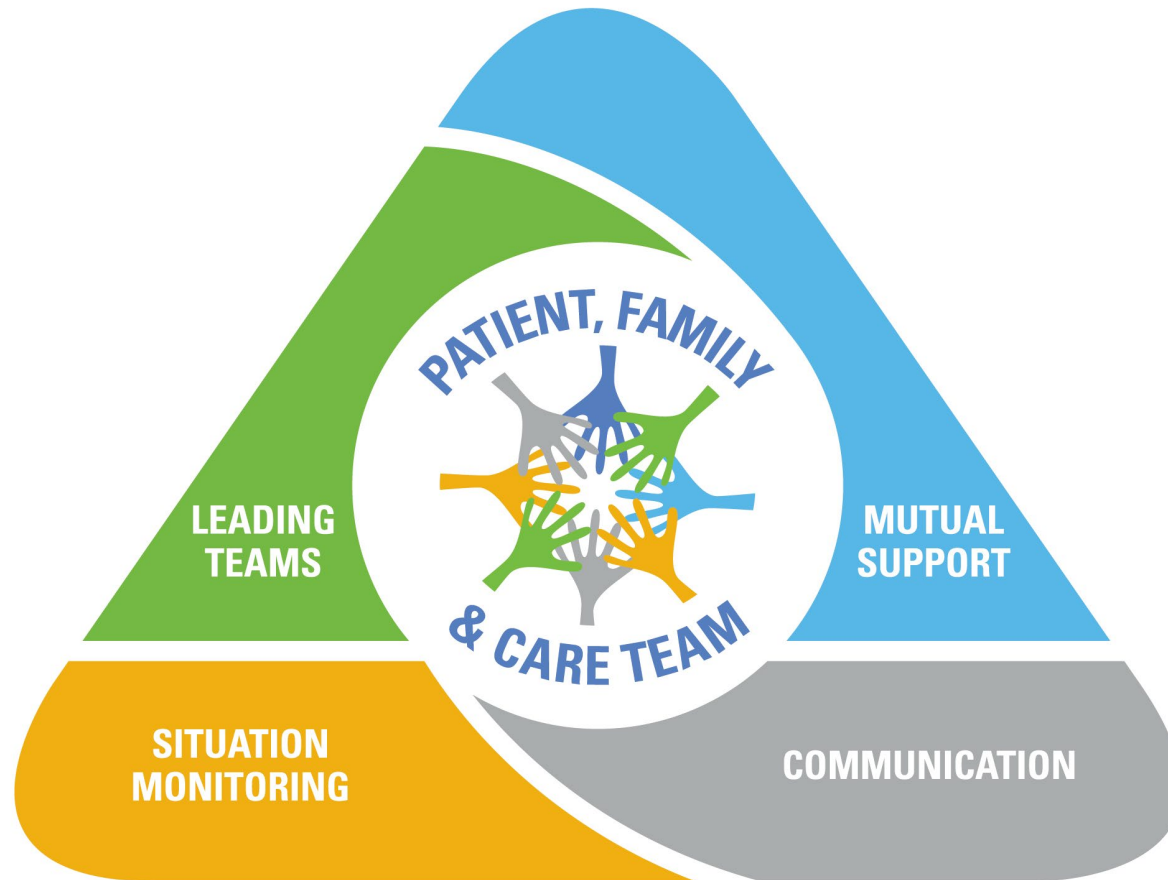 PATIENT, FAMILY
& CARE TEAM
LEADING
TEAMS
MUTUAL
SUPPORT
SITUATION
MONITORING
COMMUNICATION